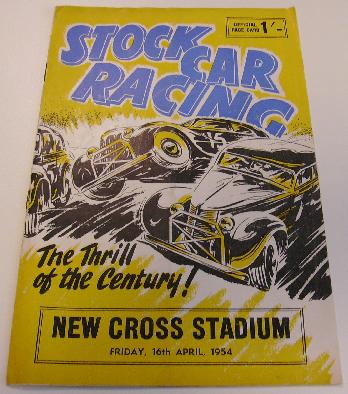 OFFICIAL
RACE CARD 1/-
STOCK
CAR
RACING
The Thrill
of the Century!
NEW CROSS STADIUM
FRIDAY, 16th APRIL, 1954